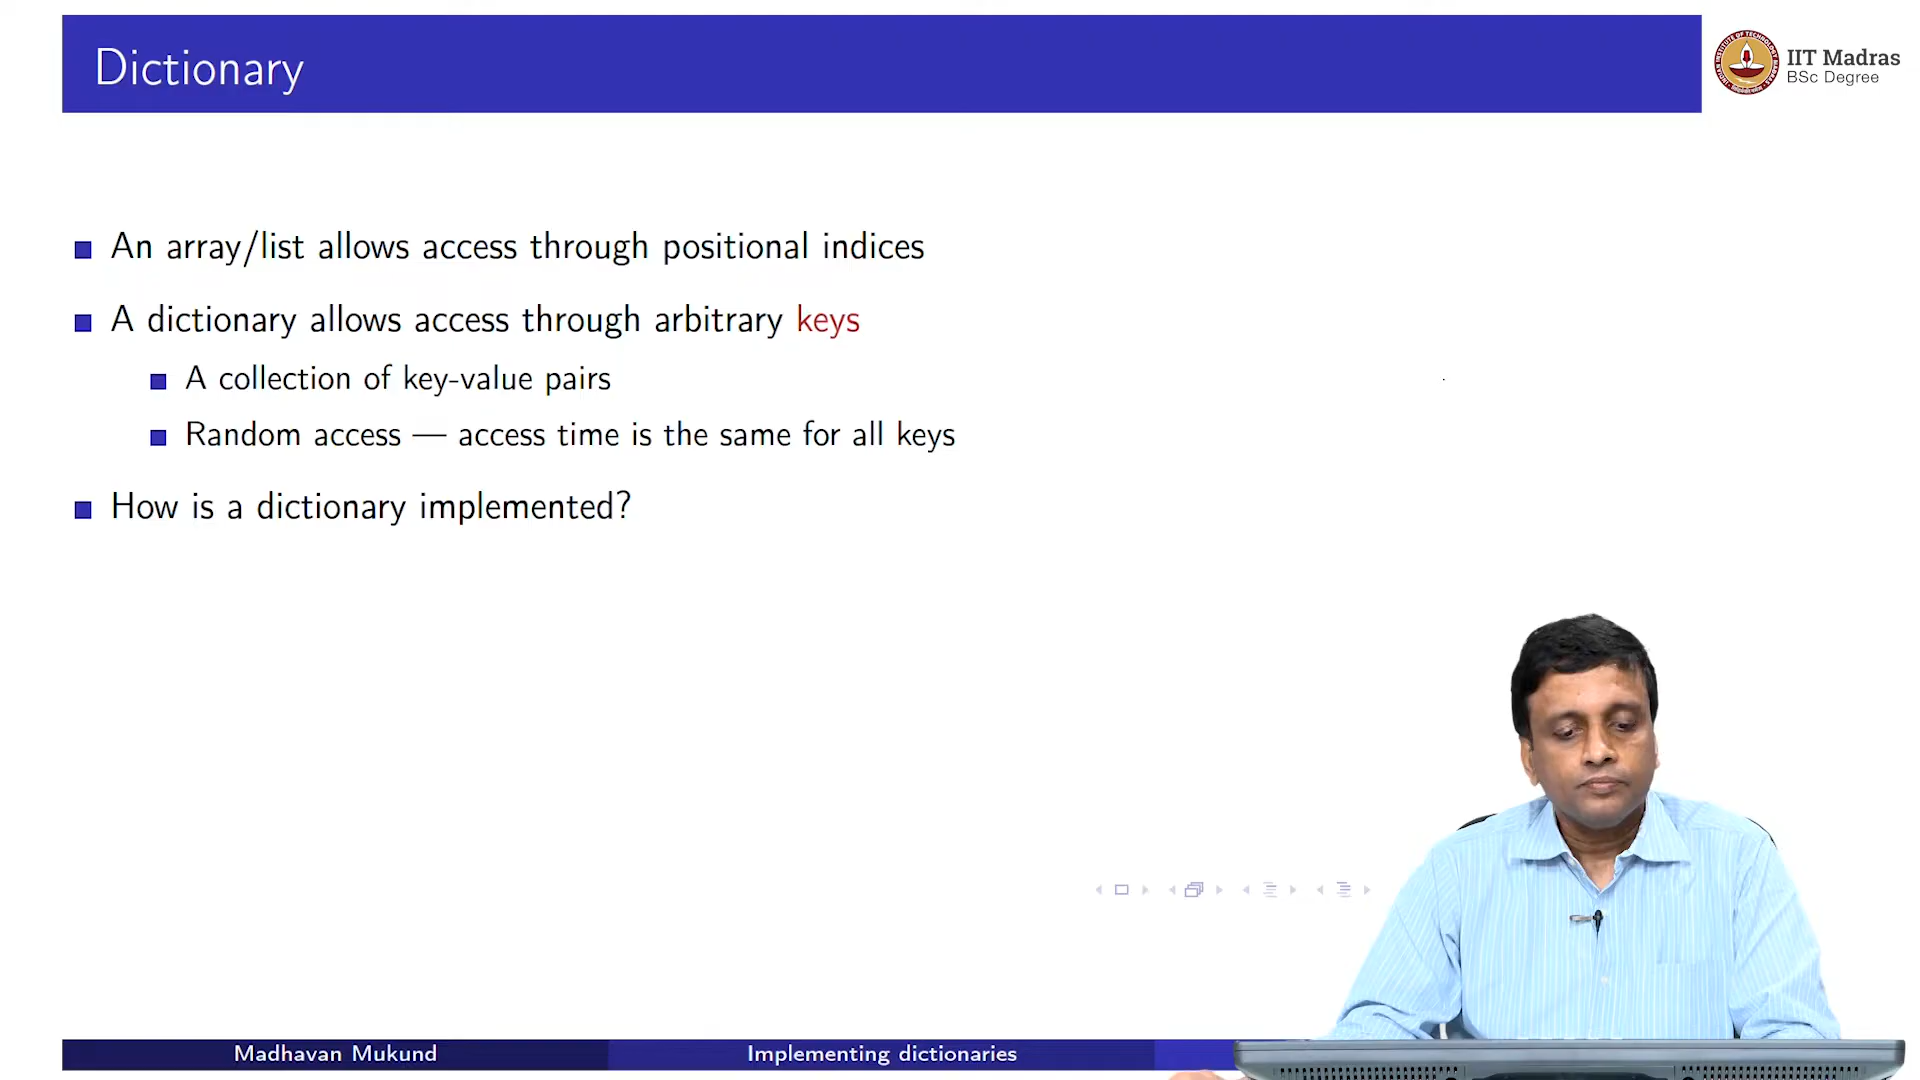 Dictionary
IIT Madras
BSc Degree
An array/list allows access through positional indices
A dictionary allows access through arbitrary keys
A collection of key-value pairs
Random access — access time is the same for all keys
How is a dictionary implemented?
Madhavan Mukund
Implementing dictionaries